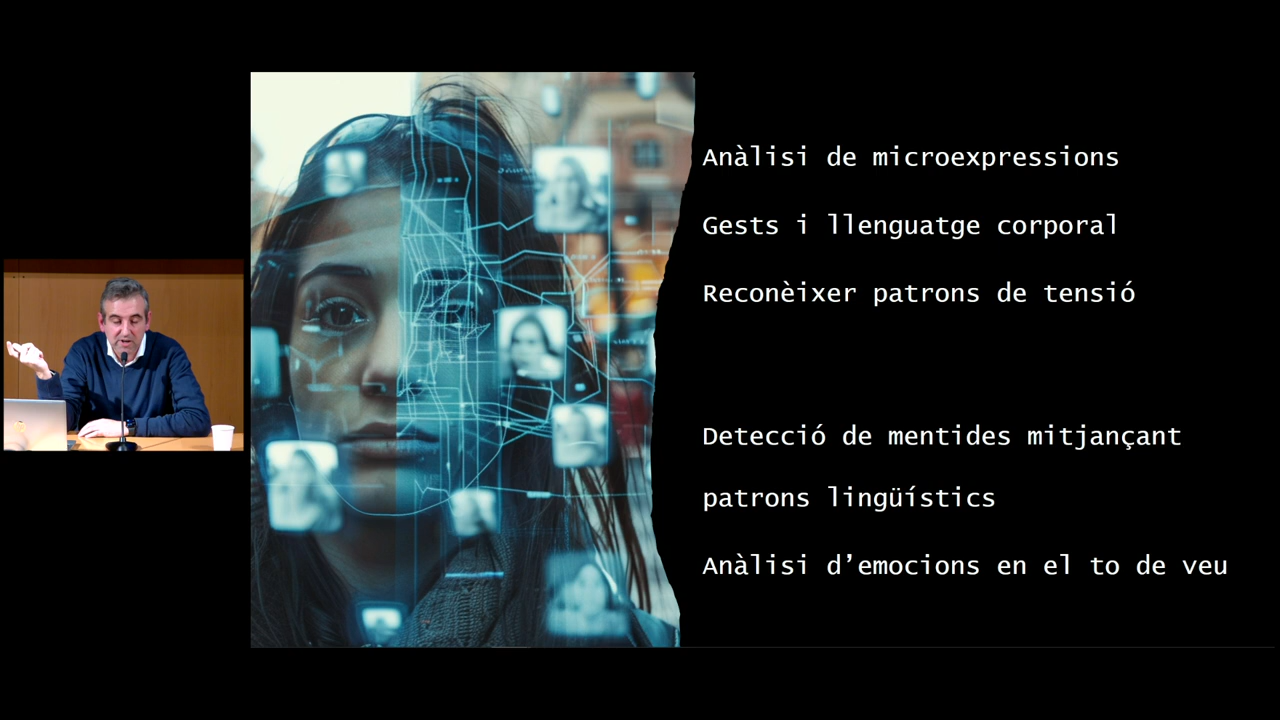 Anàlisi de microexpressions
Gests i llenguatge corporal
Reconèixer patrons de tensió
Detecció de mentides mitjançant
patrons lingüístics
Anàlisi d’emocions en el to de veu